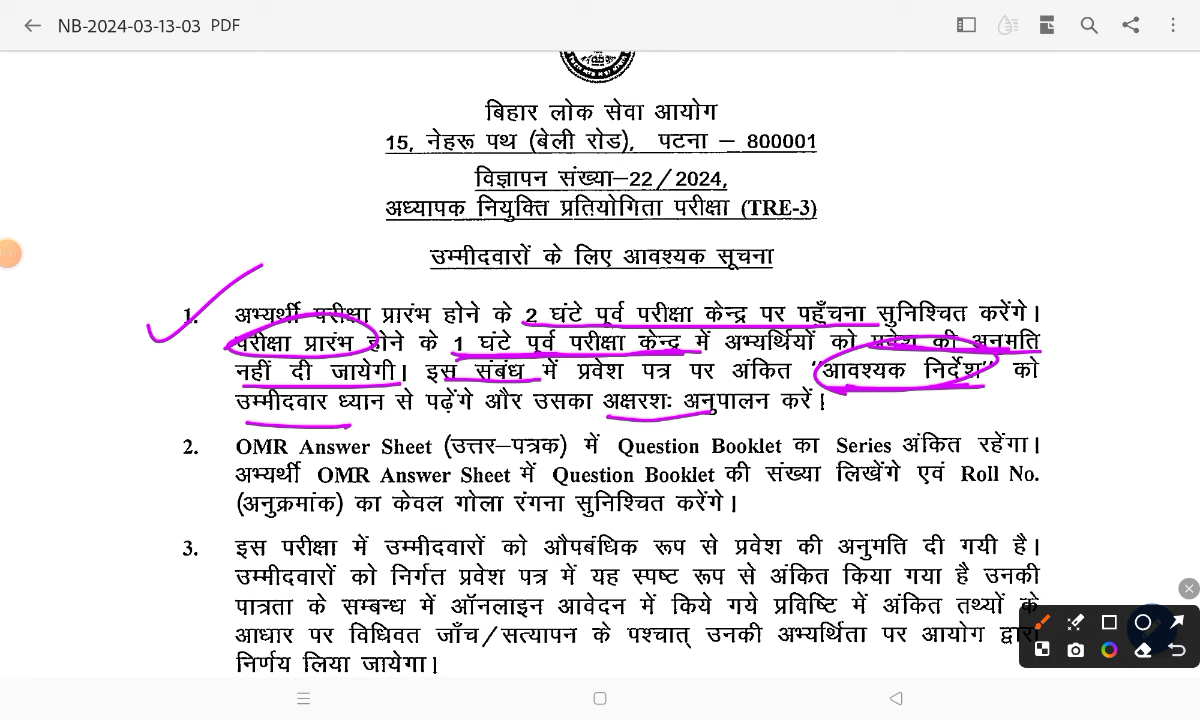 NB-2024-03-13-03 PDF
बिहार लोक सेवा आयोग
15, नेहरू पथ (बेली रोड), पटना – 800001
विज्ञापन संख्या–22/2024,
अध्यापक नियुक्ति प्रतियोगिता परीक्षा (TRE-3)
उम्मीदवारों के लिए आवश्यक सूचना
1. अभ्यर्थी परीक्षा प्रारंभ होने के 2 घंटे पूर्व परीक्षा केन्द्र पर पहुँचना सुनिश्चित करेंगे।
परीक्षा प्रारंभ होने के 1 घंटे पूर्व परीक्षा केन्द्र में अभ्यर्थियों को प्रवेश की अनुमति
नहीं दी जायेगी। इस संबंध में प्रवेश पत्र पर अंकित “आवश्यक निर्देश” को
उम्मीदवार ध्यान से पढ़ेंगे और उसका अक्षरशः अनुपालन करें।
2. OMR Answer Sheet (उत्तर–पत्रक) में Question Booklet का Series अंकित रहेंगा।
अभ्यर्थी OMR Answer Sheet में Question Booklet की संख्या लिखेंगे एवं Roll No.
(अनुक्रमांक) का केवल गोला रंगना सुनिश्चित करेंगे।
3. इस परीक्षा में उम्मीदवारों को औपबंधिक रूप से प्रवेश की अनुमति दी गयी है।
उम्मीदवारों को निर्गत प्रवेश पत्र में यह स्पष्ट रूप से अंकित किया गया है उनकी
पात्रता के सम्बन्ध में ऑनलाइन आवेदन में किये गये प्रविष्टि में अंकित तथ्यों के
आधार पर विधिवत जाँच/सत्यापन के पश्चात् उनकी अभ्यर्थिता पर आयोग द्वारा
निर्णय लिया जायेगा।